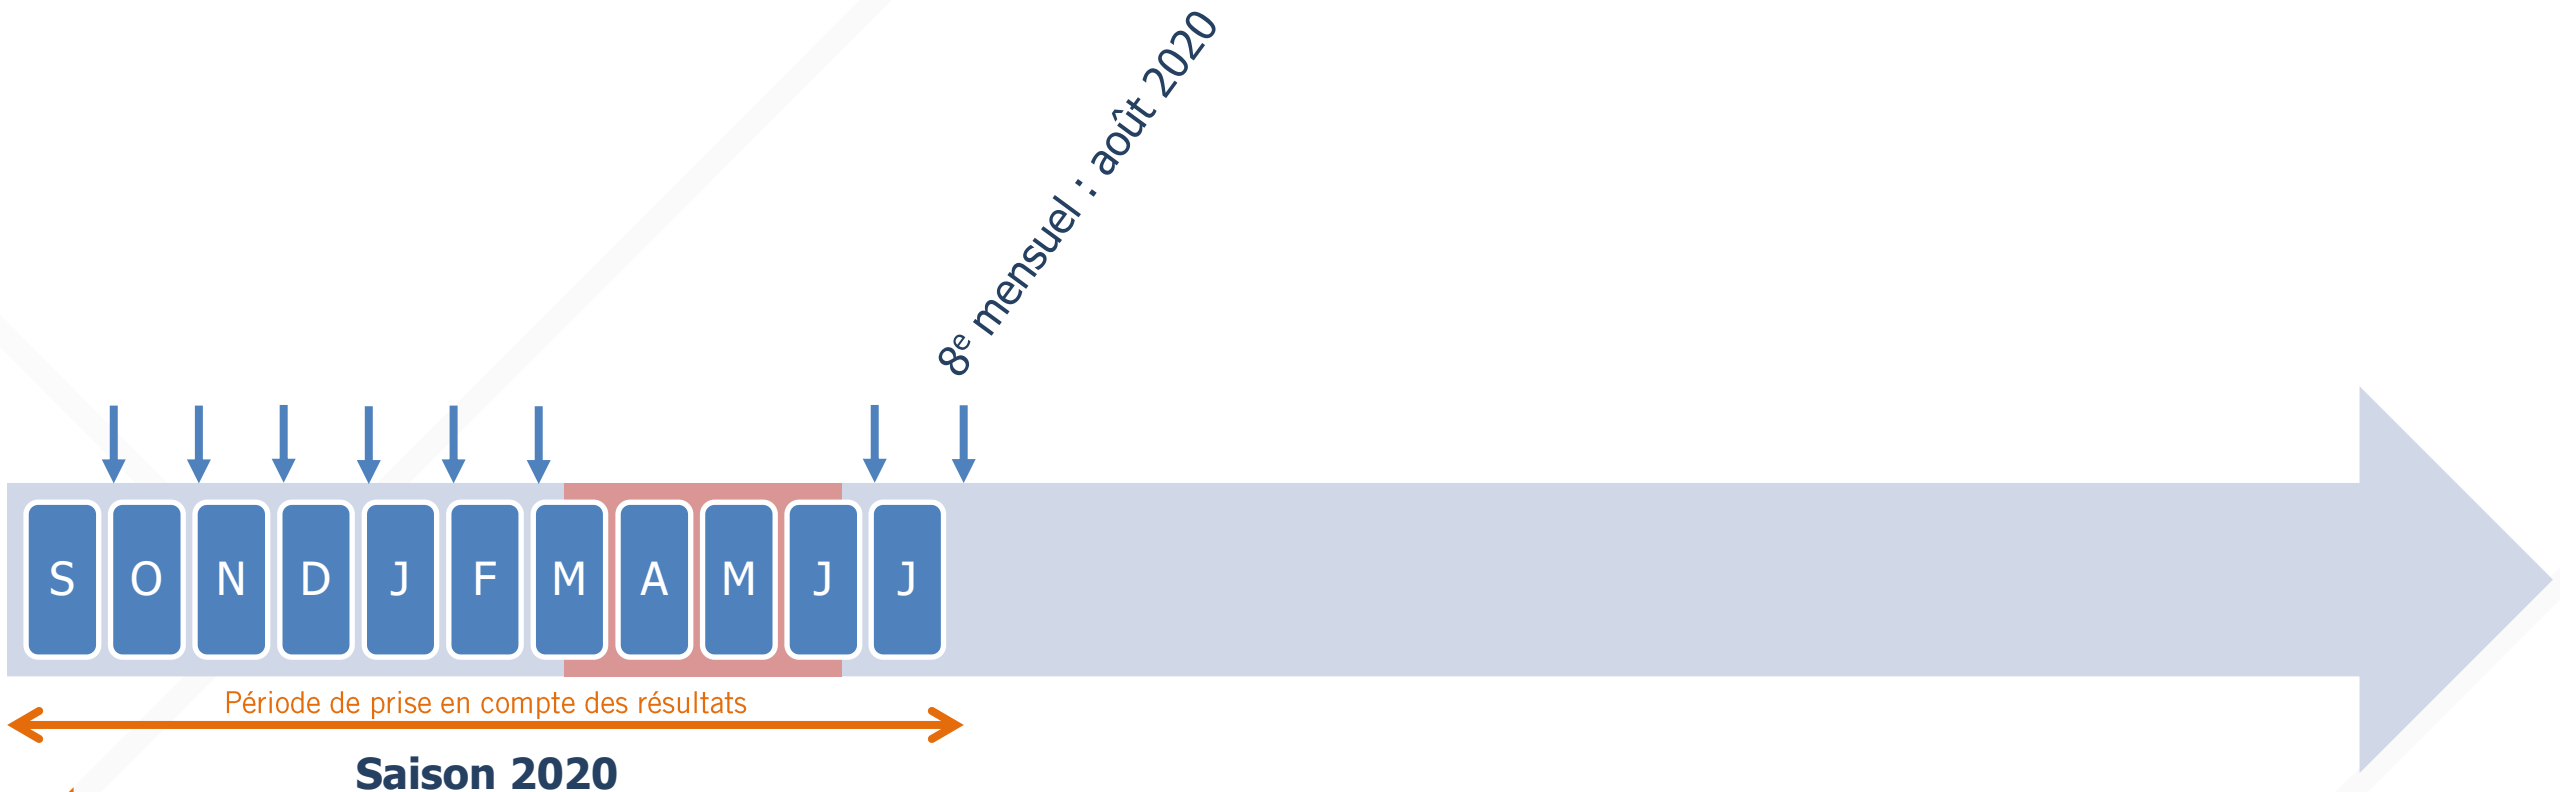 8e mensuel : août 2020
S O N D J F M A M J J
Période de prise en compte des résultats
Saison 2020